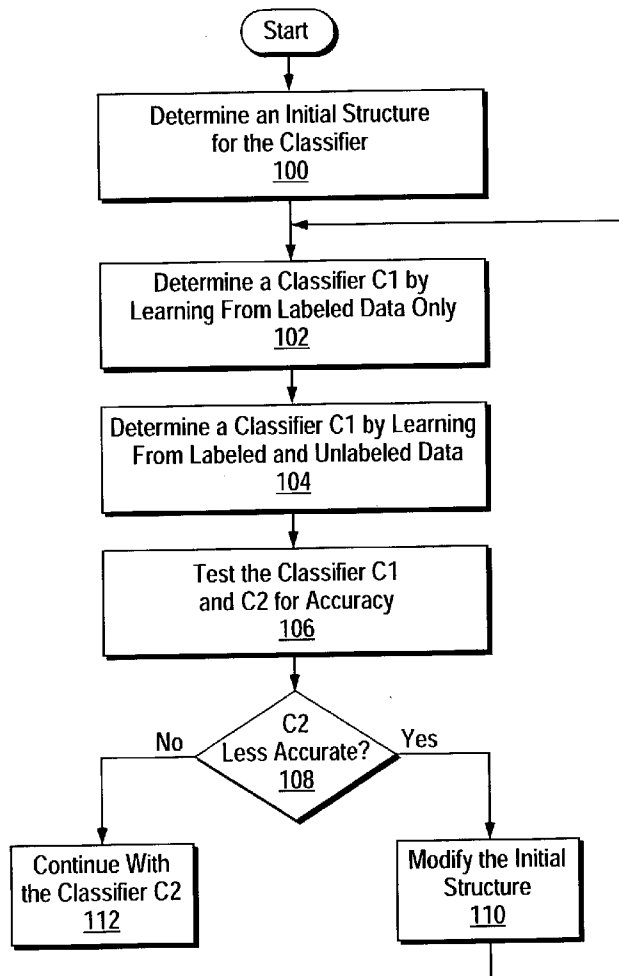 Start
Determine an Initial Structure
for the Classifier
100
Determine a Classifier C1 by
Learning From Labeled Data Only
102
Determine a Classifier C1 by Learning
From Labeled and Unlabeled Data
104
Test the Classifier C1
and C2 for Accuracy
106
C2
Less Accurate?
108
No
Yes
Continue With
the Classifier C2
112
Modify the Initial
Structure
110